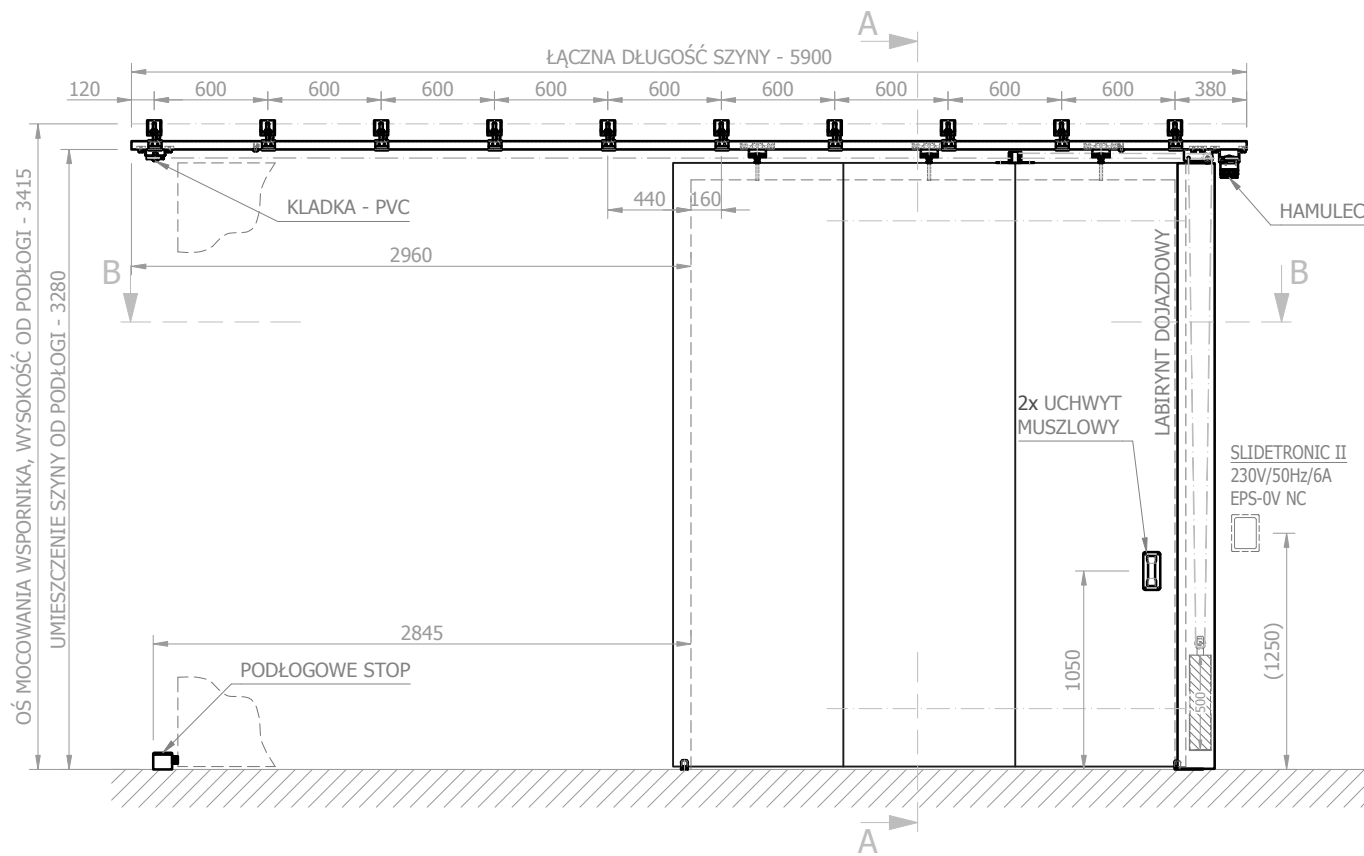 A
ŁĄCZNA DŁUGOŚĆ SZYNY - 5900
120
600
600
600
600
600
600
600
600
600
380
KLADKA - PVC
440
160
HAMULEC
2960
B
B
OŚ MOCOWANIA WSPORNIKA, WYSOKOŚĆ OD PODŁOGI - 3415
UMIESZCZENIE SZYNY OD PODŁOGI - 3280
LABIRYNT DOJAZDOWY
2x UCHWYT
MUSZLOWY
SLIDETRONIC II
230V/50Hz/6A
EPS-0V NC
1050
(1250)
2845
PODŁOGOWE STOP
500
A